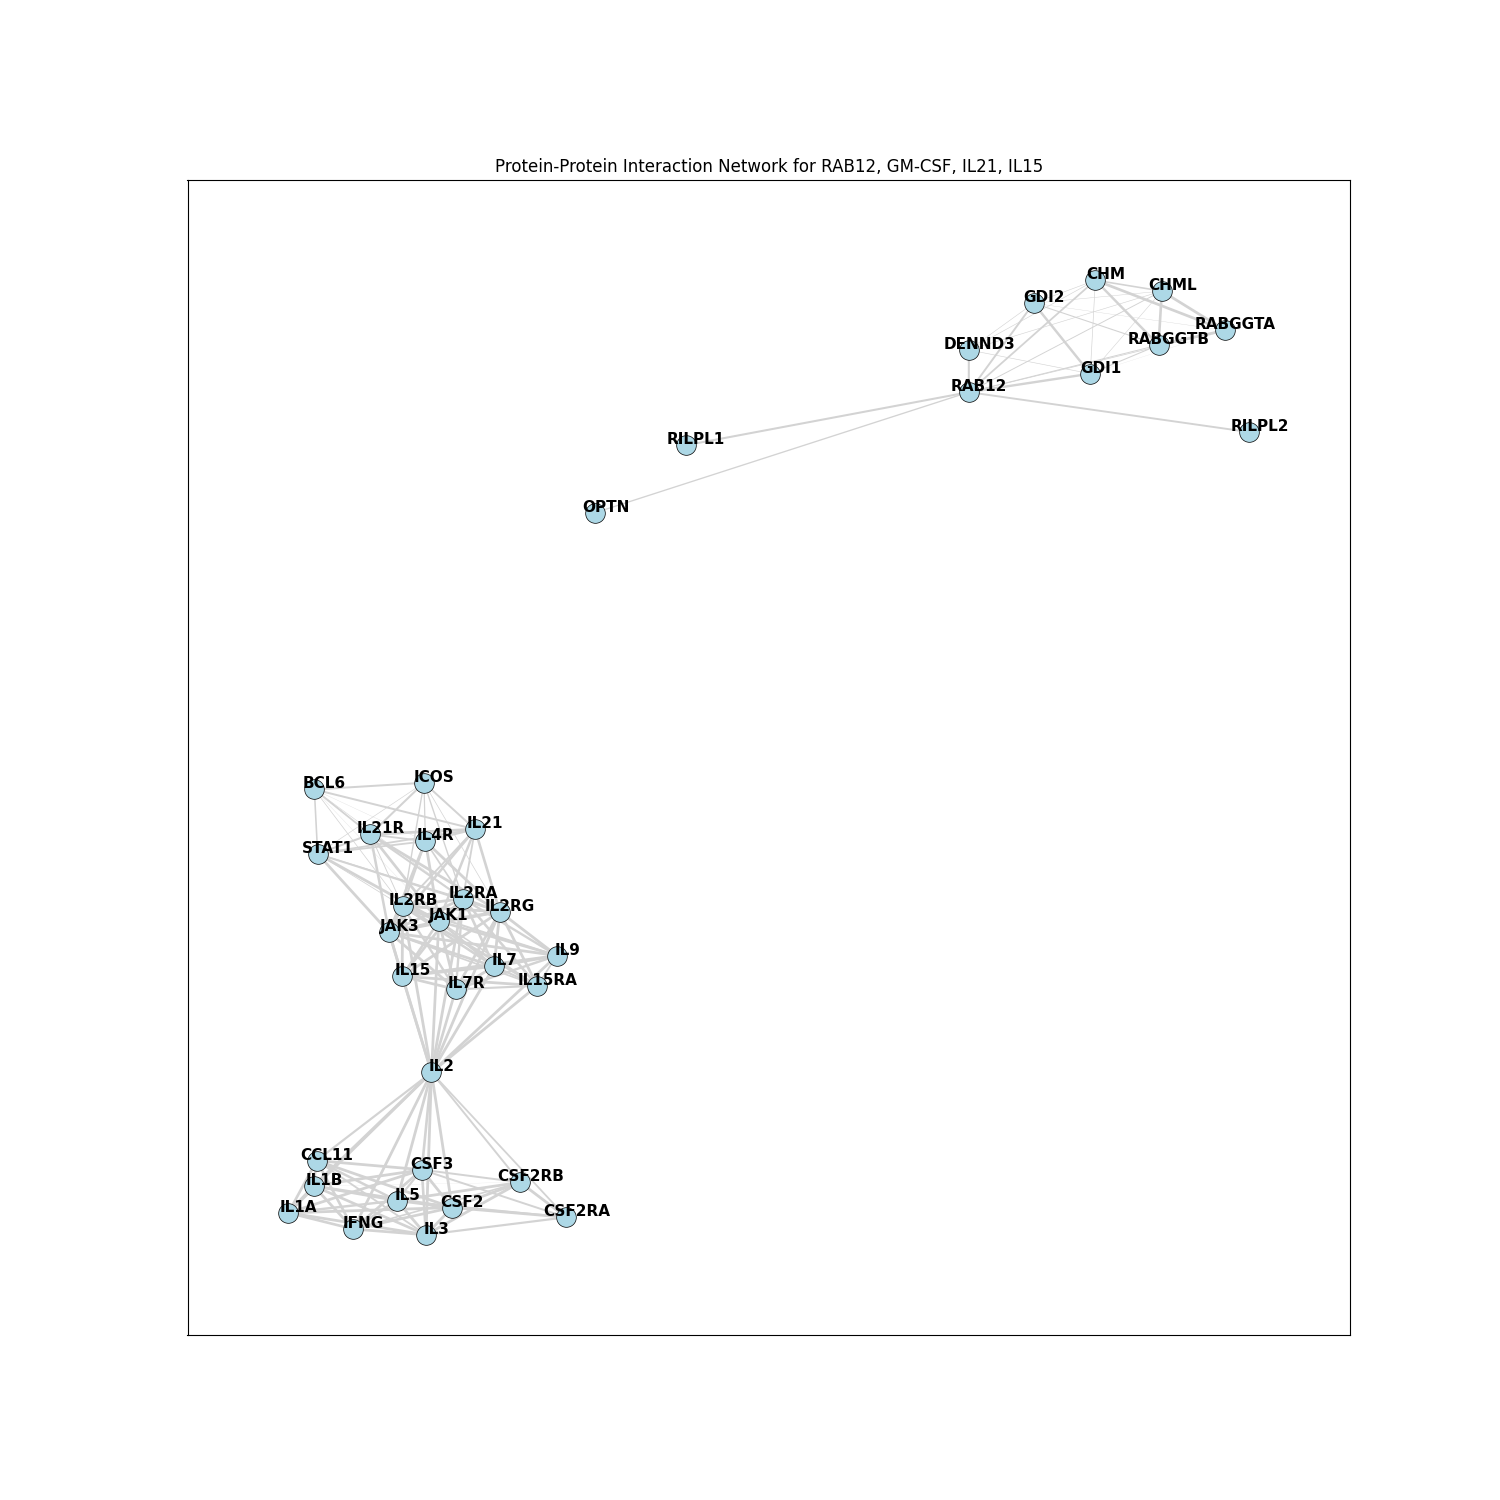 Protein-Protein Interaction Network for RAB12, GM-CSF, IL21, IL15
CHM
CHML
GDI2
RABGGTA
RABGGTB
DENND3
GDI1
RAB12
RILPL2
RILPL1
OPTN
ICOS
BCL6
IL21
IL21R
IL4R
STAT1
IL2RA
IL2RB
IL2RG
JAK1
JAK3
IL9
IL7
IL15
IL15RA
IL7R
IL2
CCL11
CSF3
CSF2RB
IL1B
IL5
CSF2
IL1A
CSF2RA
IFNG
IL3